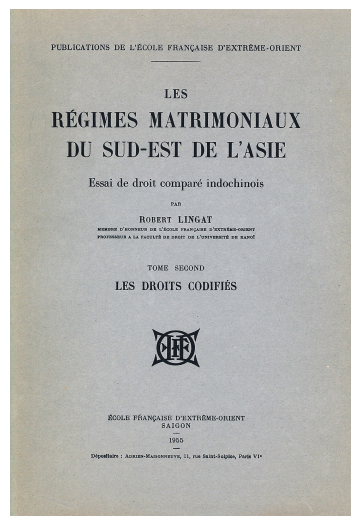 PUBLICATIONS DE L'ÉCOLE FRANÇAISE D'EXTRÊME-ORIENT
LES
RÉGIMES MATRIMONIAUX
DU SUD-EST DE L'ASIE
Essai de droit comparé indochinois
PAR
ROBERT LINGAT
MEMBRE D'HONNEUR DE L'ÉCOLE FRANÇAISE D'EXTRÊME-ORIENT
PROFESSEUR A LA FACULTÉ DE DROIT DE L'UNIVERSITÉ DE HANOÏ
TOME SECOND
LES DROITS CODIFIÉS
ÉCOLE FRANÇAISE D'EXTRÊME-ORIENT
SAIGON
1955
Dépositaire : ADRIEN-MAISONNEUVE, 11, rue Saint-Sulpice, Paris VIe